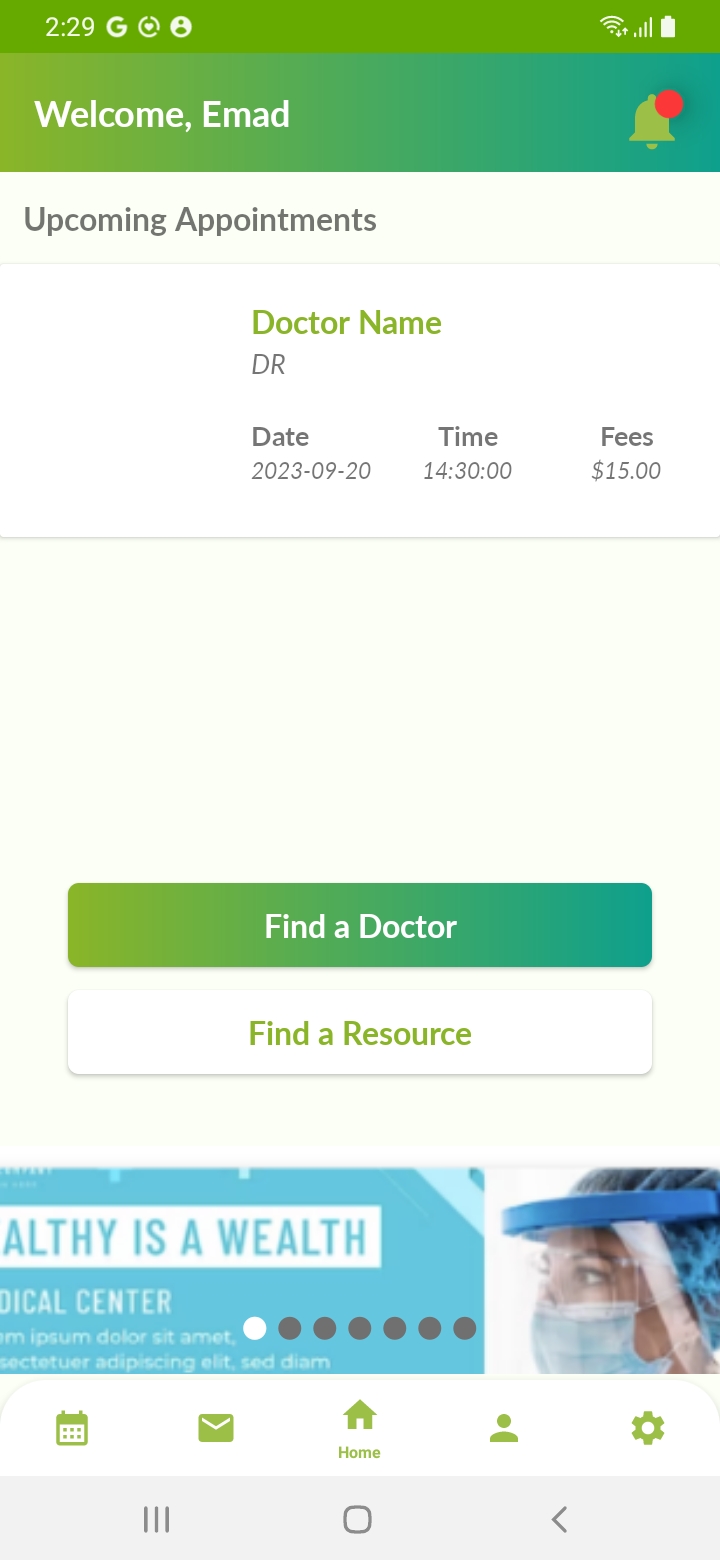 2:29
Welcome, Emad
Upcoming Appointments
Doctor Name
DR
Date Time Fees
2023-09-20 14:30:00 $15.00
Find a Doctor
Find a Resource
EALTHY IS A WEALTH
DICAL CENTER
em ipsum dolor sit amet,
sectetuer adipiscing elit, sed diam
Home